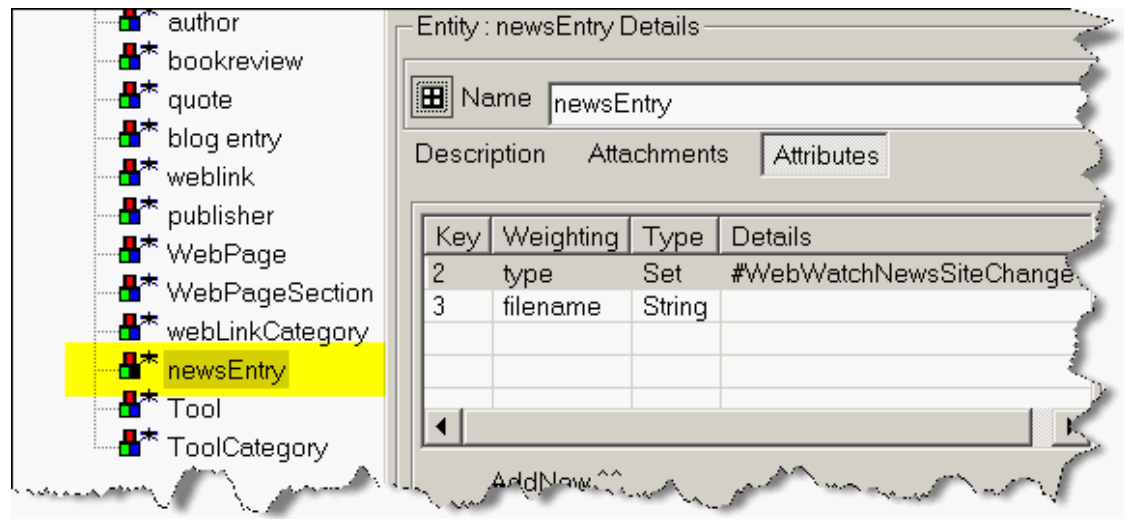 author
bookreview
quote
blog entry
weblink
publisher
WebPage
WebPageSection
webLinkCategory
newsEntry
Tool
ToolCategory
Entity : newsEntry Details
Name newsEntry
Description Attachments Attributes
Key Weighting Type Details
2 type Set #WebWatchNewsSiteChange
3 filename String
AddNew ^^